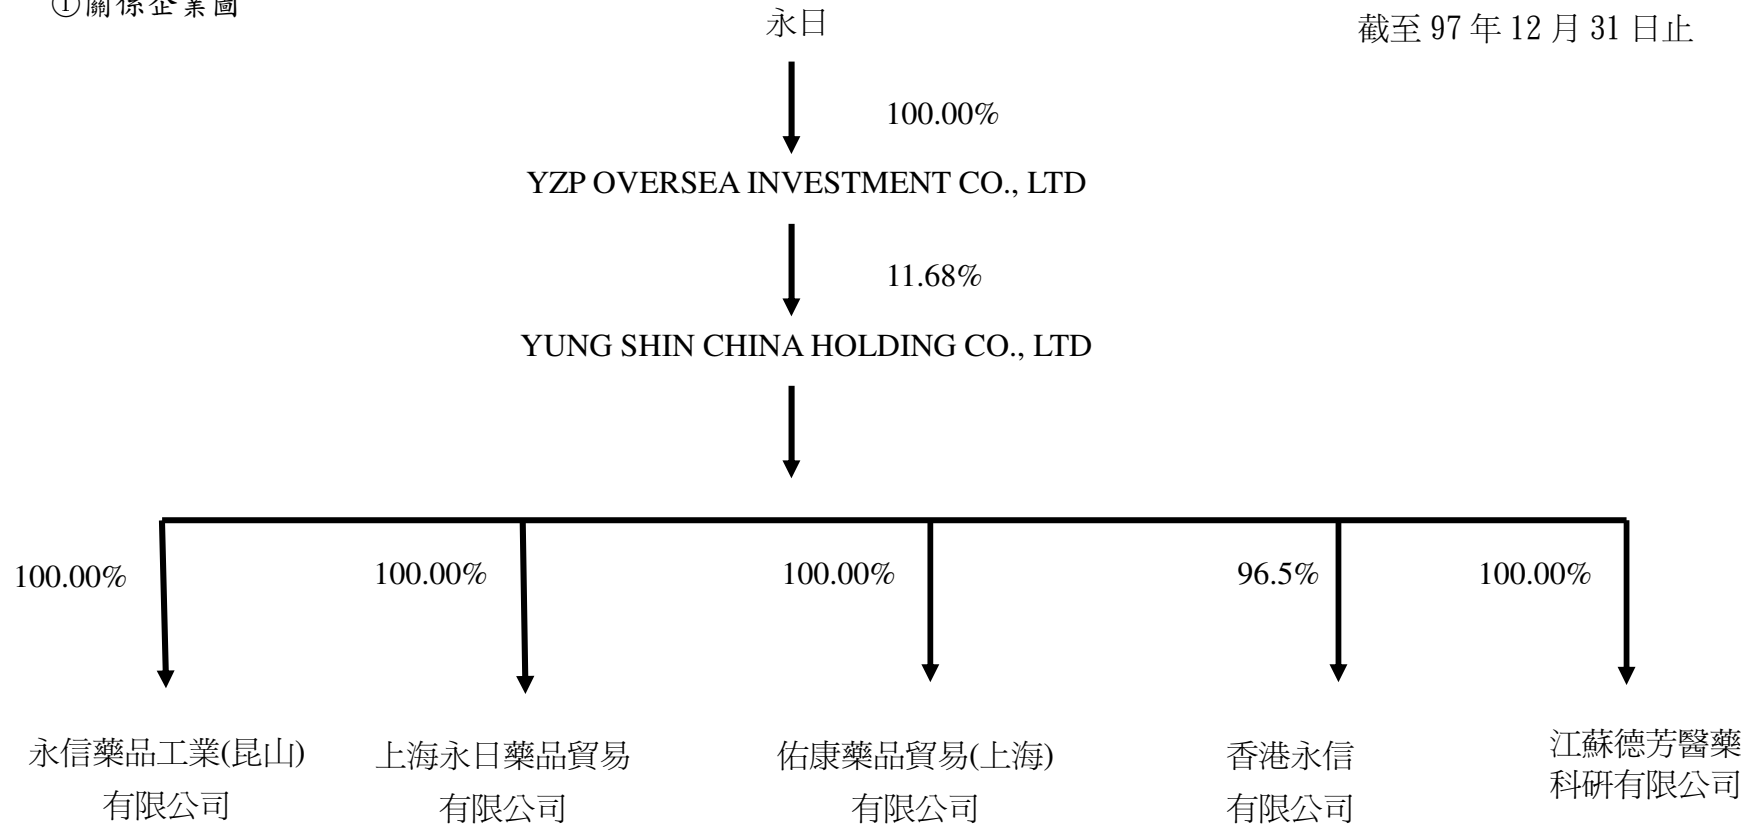 ①關係企業圖
永日
截至 97 年 12 月 31 日止
100.00%
YZP OVERSEA INVESTMENT CO., LTD
11.68%
YUNG SHIN CHINA HOLDING CO., LTD
100.00%
100.00%
100.00%
96.5%
100.00%
永信藥品工業(昆山)
有限公司
上海永日藥品貿易
有限公司
佑康藥品貿易(上海)
有限公司
香港永信
有限公司
江蘇德芳醫藥
科研有限公司